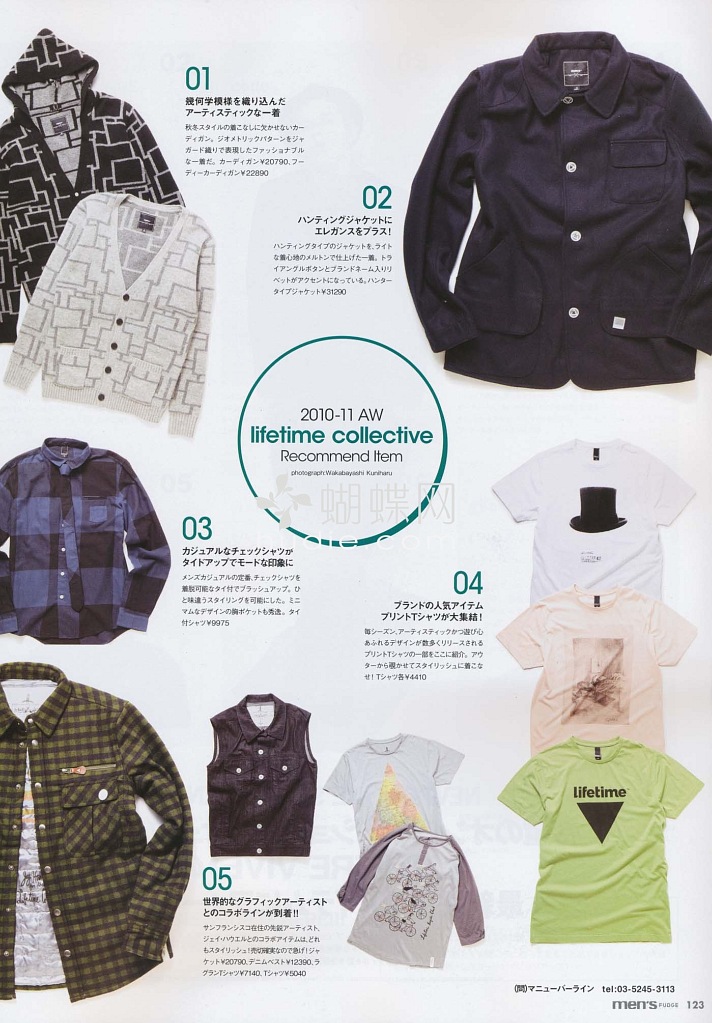 01
幾何学模様を織り込んだ
アーティスティックな一着
秋冬スタイルの着こなしに欠かせないカー
ディガン。ジオメトリックパターンをジャ
ガード織りで表現したファッショナブル
な一着だ。カーディガン¥20790、フー
ディーカーディガン¥22890
02
ハンティングジャケットに
エレガンスをプラス!
ハンティングタイプのジャケットを、ライト
な着心地のメルトンで仕上げた一着。トラ
イアングルボタンとブランドネーム入りリ
ベットがアクセントになっている。ハンター
タイプジャケット¥31290
2010-11 AW
lifetime collective
Recommend Item
photograph:Wakabayashi Kuniharu
蝴蝶网
03
カジュアルなチェックシャツが
タイドアップでモードな印象に
メンズカジュアルの定番、チェックシャツを
着脱可能なタイ付でブラッシュアップ。ひ
と味違うスタイリングを可能にした。ミニ
マムなデザインの胸ポケットも秀逸。タイ
付シャツ¥9975
04
ブランドの人気アイテム
プリントTシャツが大集結!
毎シーズン、アーティスティックかつ遊び心
あふれるデザインが数多くリリースされる
プリントTシャツの一部をここに紹介。アウ
ターから覗かせてスタイリッシュに着こな
せ! Tシャツ各¥4410
lifetime
05
世界的なグラフィックアーティスト
とのコラボラインが到着!!
サンフランシスコ在住の先鋭アーティスト、
ジェイ・ハウエルとのコラボアイテムは、どれ
もスタイリッシュ!売切確実なので急げ!ジャ
ケット¥20790、デニムベスト¥12390、ラ
グランTシャツ¥7140、Tシャツ¥5040
(問)マニューバーライン tel:03-5245-3113
men's FUDGE 123